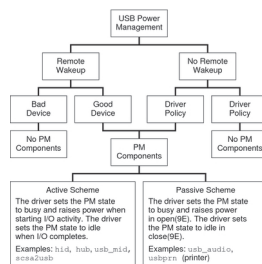 USB Power
Management
Remote
Wakeup
No Remote
Wakeup
Bad
Device
Good
Device
Driver
Policy
Driver
Policy
No PM
Components
PM
Components
No PM
Components
Active Scheme
The driver sets the PM state
to busy and raises power when
starting I/O activity. The driver
sets the PM state to idle
when I/O completes.
Examples: hid, hub, usb_mid,
scsa2usb
Passive Scheme
The driver sets the PM state
to busy and raises power
in open(9E). The driver sets
the PM state to idle in
close(9E).
Examples: usb_audio,
usbprn (printer)